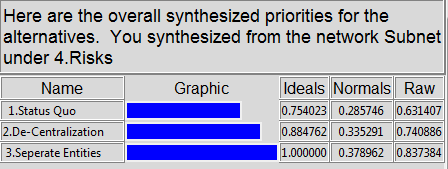 Here are the overall synthesized priorities for the
alternatives. You synthesized from the network Subnet
under 4.Risks
Name Graphic Ideals Normals Raw
1.Status Quo 0.754023 0.285746 0.631407
2.De-Centralization 0.884762 0.335291 0.740886
3.Seperate Entities 1.000000 0.378962 0.837384